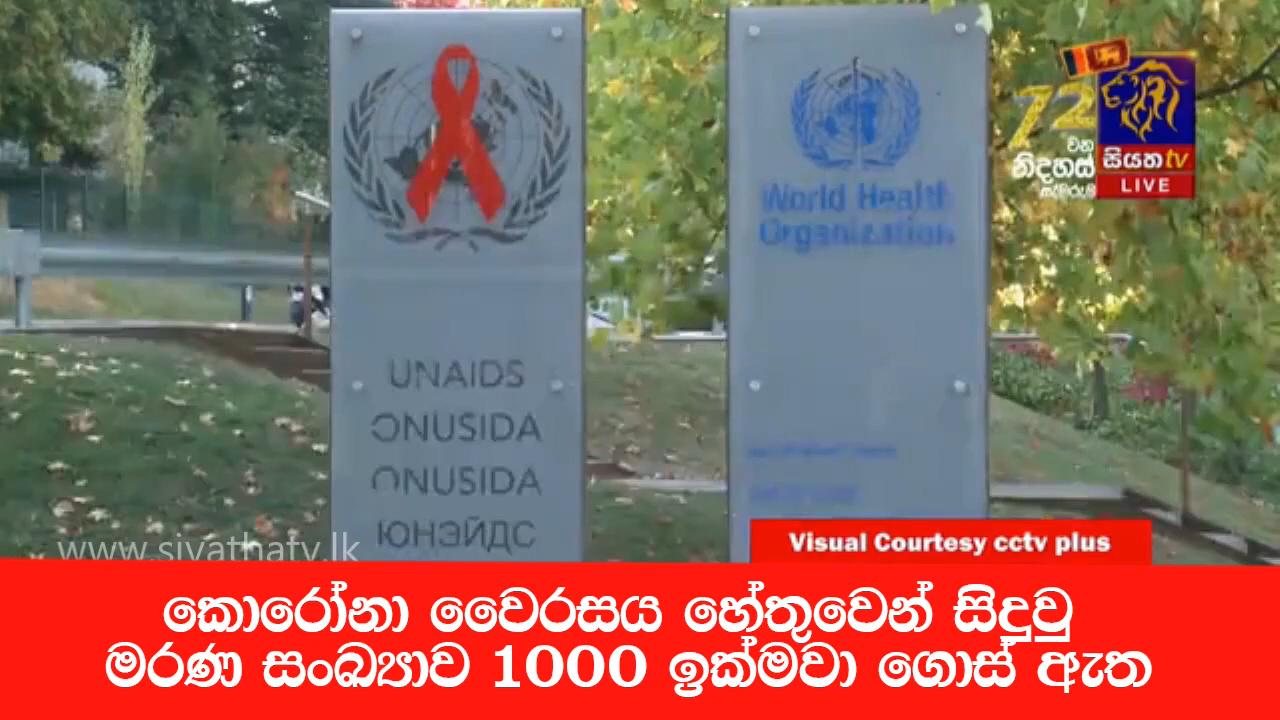 72
වන
නිදහස්
සැමරුම
සියත tv
LIVE
World Health
Organization
UNAIDS
ONUSIDA
ONUSIDA
ЮНЭЙДС
www.siyathatv.lk
Visual Courtesy cctv plus
කොරෝනා වෛරසය හේතුවෙන් සිදුවු
මරණ සංඛ්‍යාව 1000 ඉක්මවා ගොස් ඇත